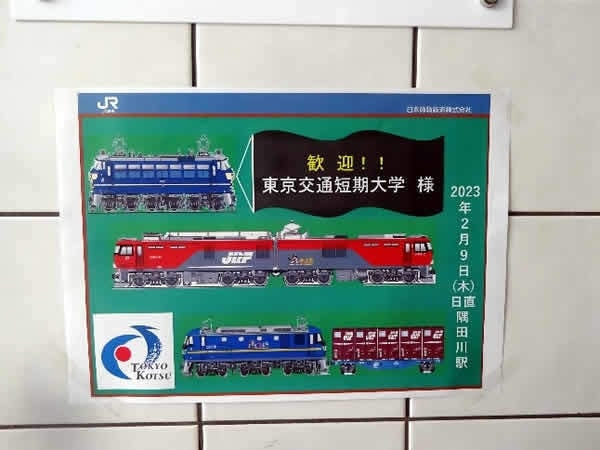 JR
日本貨物鉄道株式会社
歓 迎!!
東京交通短期大学 様
2023年2月9日(木)
日直 隅田川駅
JRF
TOKYO
KOTSU